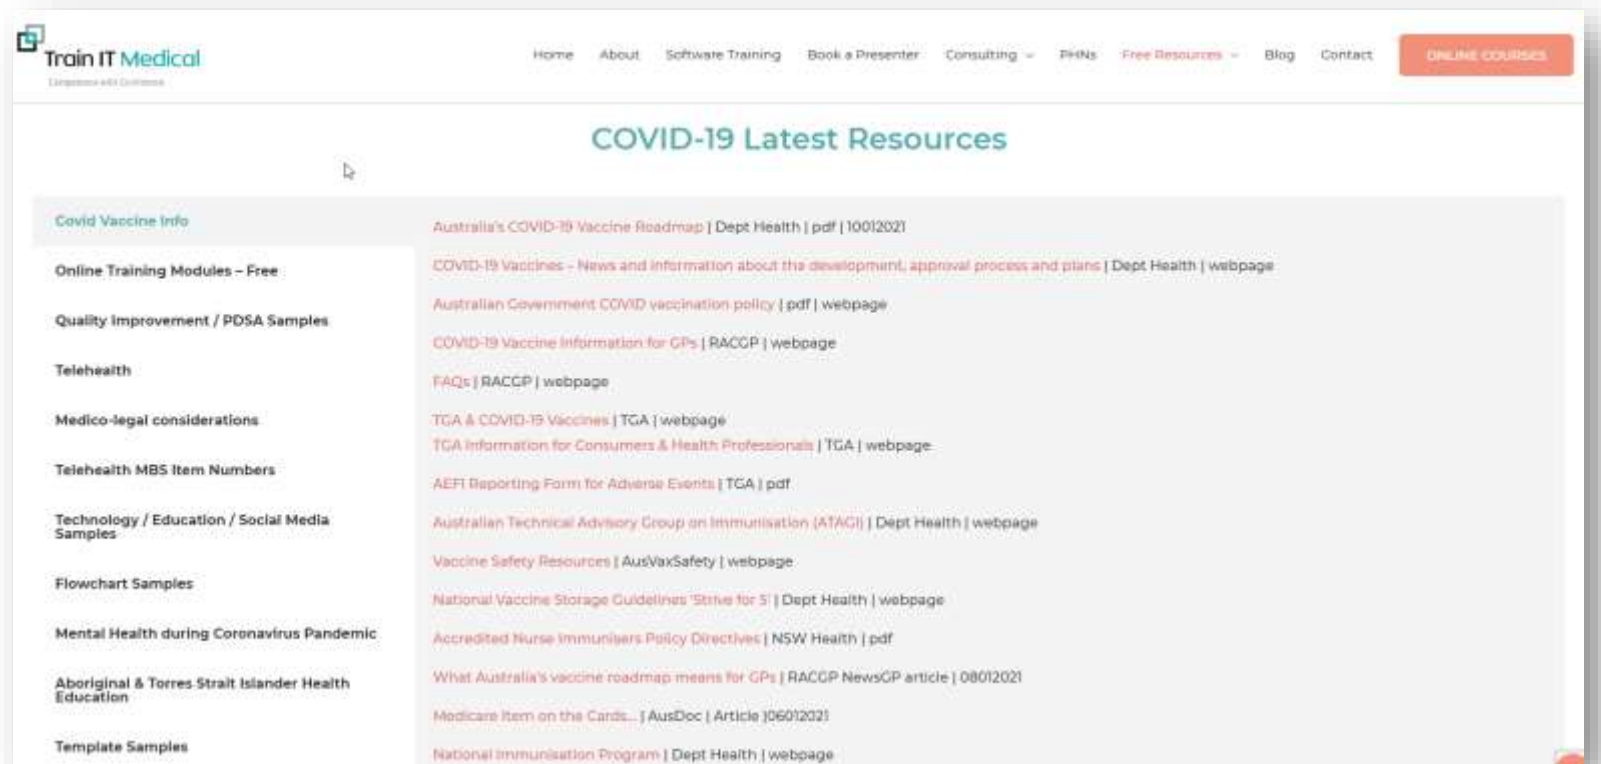 Train IT Medical
Competence with Confidence
Home About Software Training Book a Presenter Consulting PHNs Free Resources Blog Contact ONLINE COURSES
COVID-19 Latest Resources
Covid Vaccine Info
Online Training Modules – Free
Quality Improvement / PDSA Samples
Telehealth
Medico-legal considerations
Telehealth MBS Item Numbers
Technology / Education / Social Media
Samples
Flowchart Samples
Mental Health during Coronavirus Pandemic
Aboriginal & Torres Strait Islander Health
Education
Template Samples
Australia's COVID-19 Vaccine Roadmap | Dept Health | pdf | 10012021
COVID-19 Vaccines – News and information about the development, approval process and plans | Dept Health | webpage
Australian Government COVID vaccination policy | pdf | webpage
COVID-19 Vaccine Information for GPs | RACGP | webpage
FAQs | RACGP | webpage
TGA & COVID-19 Vaccines | TGA | webpage
TGA Information for Consumers & Health Professionals | TGA | webpage
AEFI Reporting Form for Adverse Events | TGA | pdf
Australian Technical Advisory Group on Immunisation (ATAGI) | Dept Health | webpage
Vaccine Safety Resources | AusVaxSafety | webpage
National Vaccine Storage Guidelines 'Strive for 5' | Dept Health | webpage
Accredited Nurse Immunisers Policy Directives | NSW Health | pdf
What Australia's vaccine roadmap means for GPs | RACGP NewsGP article | 08012021
Medicare Item on the Cards... | AusDoc | Article |06012021
National Immunisation Program | Dept Health | webpage